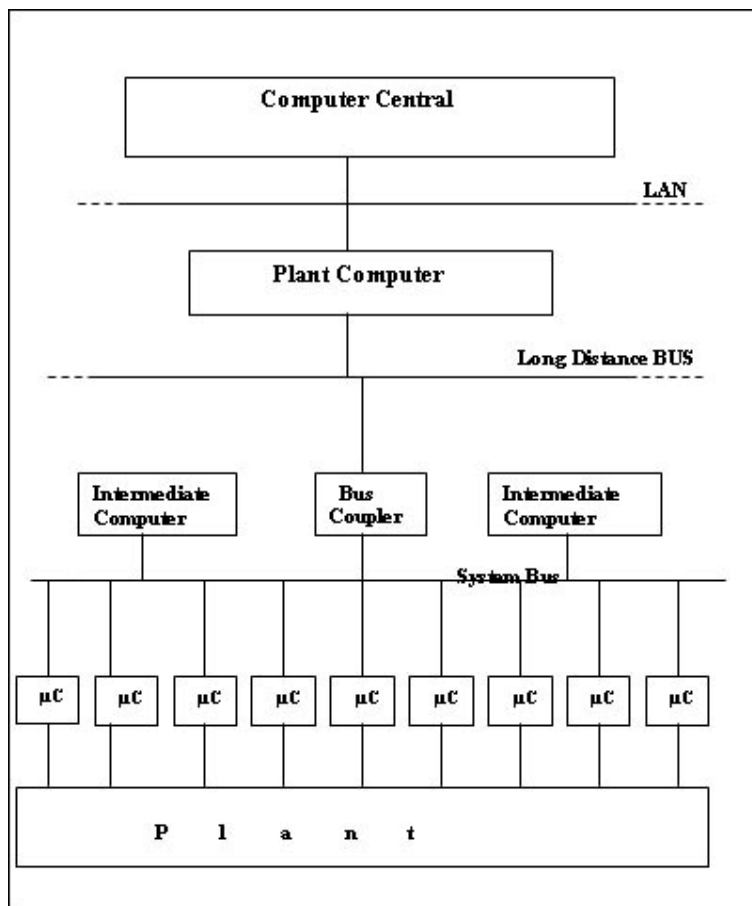 Computer Central
LAN
Plant Computer
Long Distance BUS
Intermediate
Computer
Bus
Coupler
Intermediate
Computer
System Bus
µC µC µC µC µC µC µC µC µC
P l a n t